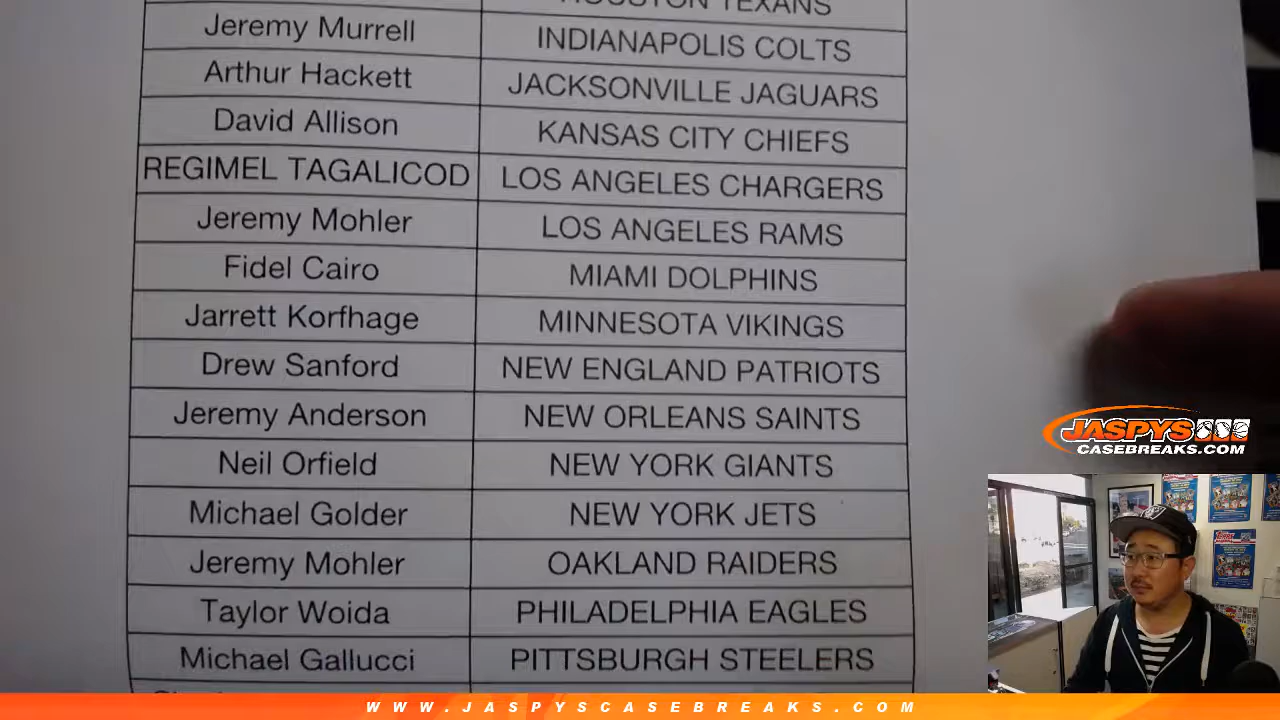 HOUSTON TEXANS
Jeremy Murrell INDIANAPOLIS COLTS
Arthur Hackett JACKSONVILLE JAGUARS
David Allison KANSAS CITY CHIEFS
REGIMEL TAGALICOD LOS ANGELES CHARGERS
Jeremy Mohler LOS ANGELES RAMS
Fidel Cairo MIAMI DOLPHINS
Jarrett Korfhage MINNESOTA VIKINGS
Drew Sanford NEW ENGLAND PATRIOTS
Jeremy Anderson NEW ORLEANS SAINTS
Neil Orfield NEW YORK GIANTS
Michael Golder NEW YORK JETS
Jeremy Mohler OAKLAND RAIDERS
Taylor Woida PHILADELPHIA EAGLES
Michael Gallucci PITTSBURGH STEELERS
JASPYS
CASEBREAKS.COM
WWW.JASPYSCASEBREAKS.COM